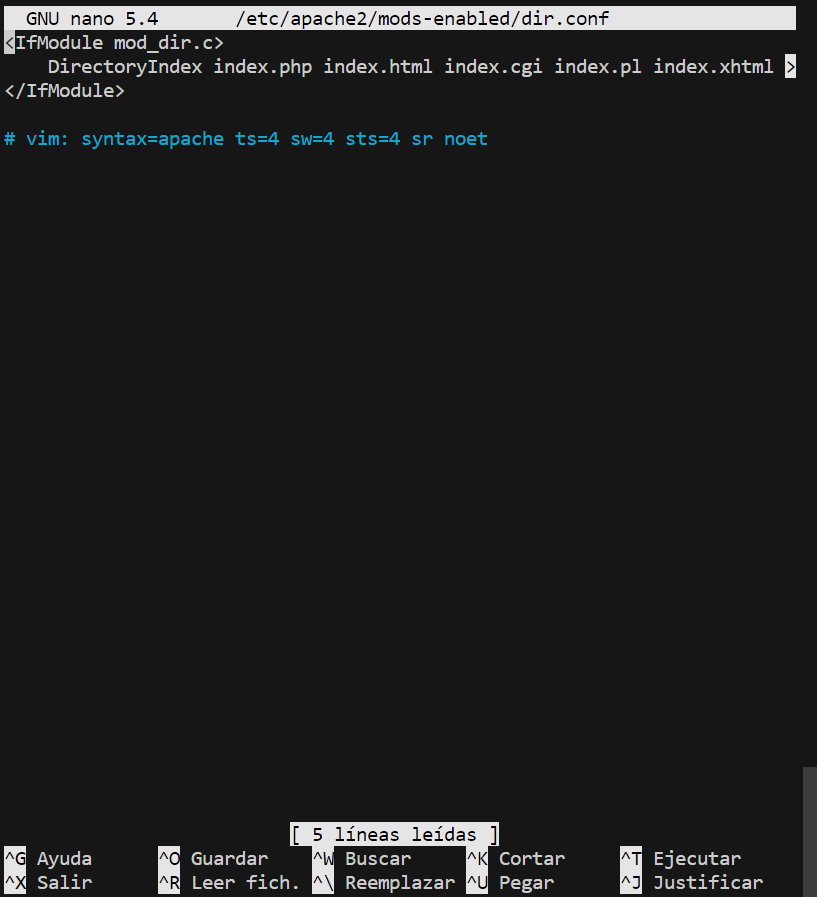 GNU nano 5.4 /etc/apache2/mods-enabled/dir.conf
<IfModule mod_dir.c>
DirectoryIndex index.php index.html index.cgi index.pl index.xhtml >
</IfModule>
# vim: syntax=apache ts=4 sw=4 sts=4 sr noet
[ 5 líneas leídas ]
^G Ayuda ^O Guardar ^W Buscar ^K Cortar ^T Ejecutar
^X Salir ^R Leer fich. ^\ Reemplazar ^U Pegar ^J Justificar